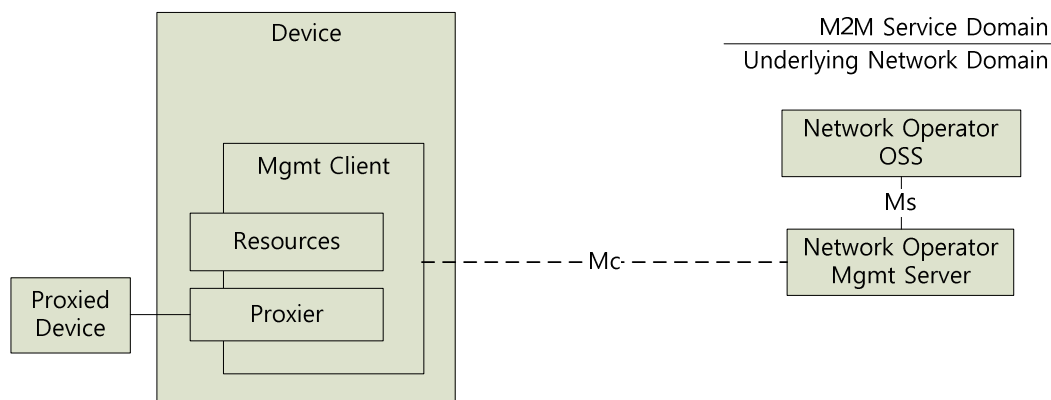 Device
M2M Service Domain
Underlying Network Domain
Network Operator
OSS
Mgmt Client
Ms
Resources
Network Operator
Mgmt Server
Mc
Proxied
Device
Proxier